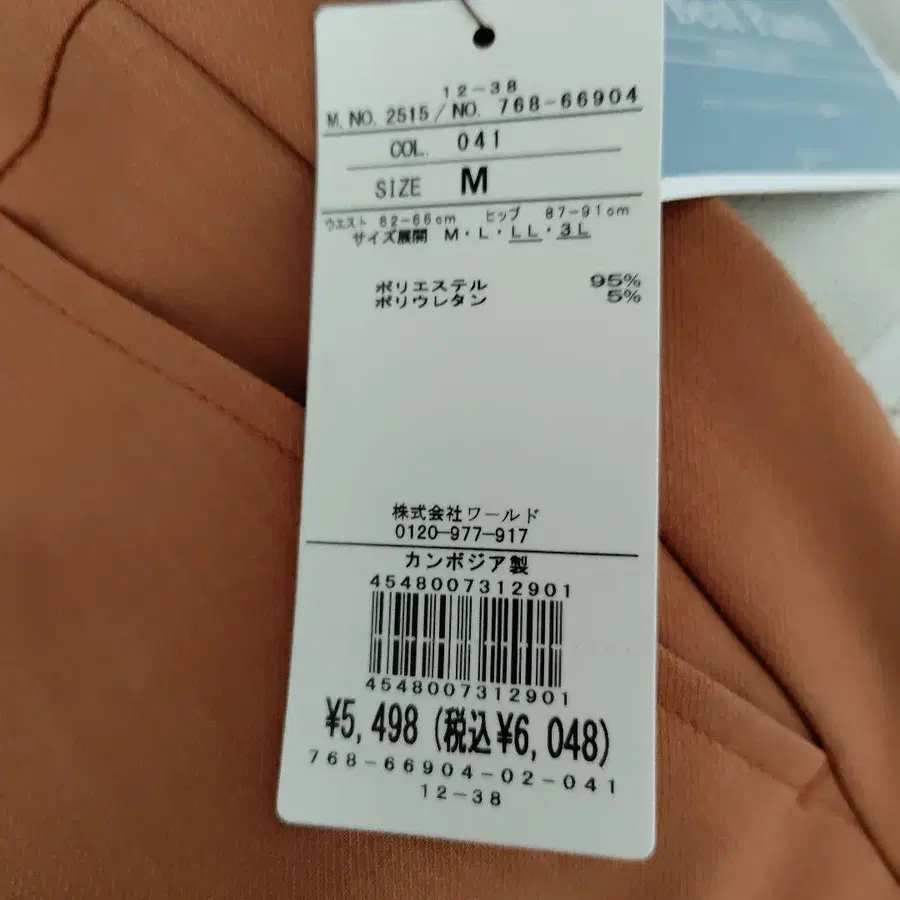 12-38
M.NO. 2515/NO. 768-66904
COL. 041
SIZE M
ウエスト 62-66cm ヒップ 87-91cm
サイズ展開 M・L・LL・3L
ポリエステル 95%
ポリウレタン 5%
株式会社ワールド
0120-977-917
カンボジア製
4548007312901
4548007312901
¥5,498 (税込¥6,048)
768-66904-02-041
12-38